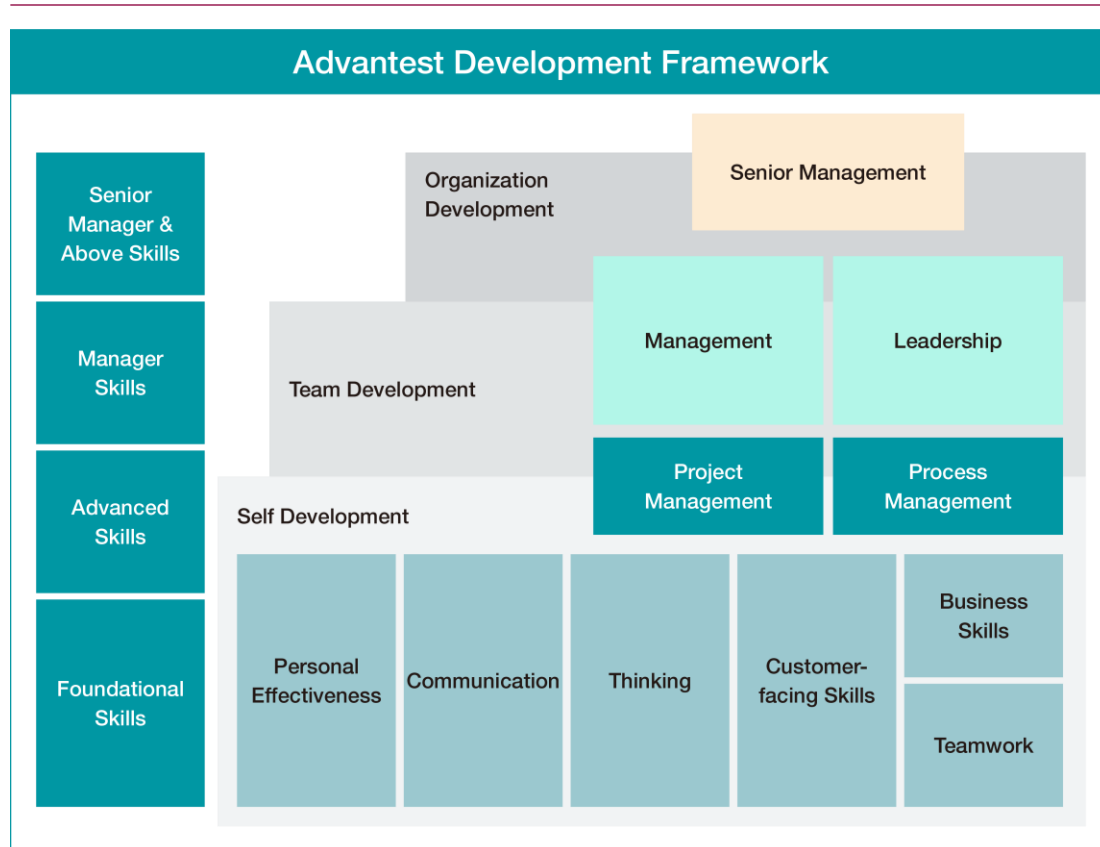 Advantest Development Framework
Senior
Manager &
Above Skills
Organization
Development
Senior Management
Manager
Skills
Team Development
Management
Leadership
Advanced
Skills
Self Development
Project
Management
Process
Management
Foundational
Skills
Personal
Effectiveness
Communication
Thinking
Customer-
facing Skills
Business
Skills
Teamwork